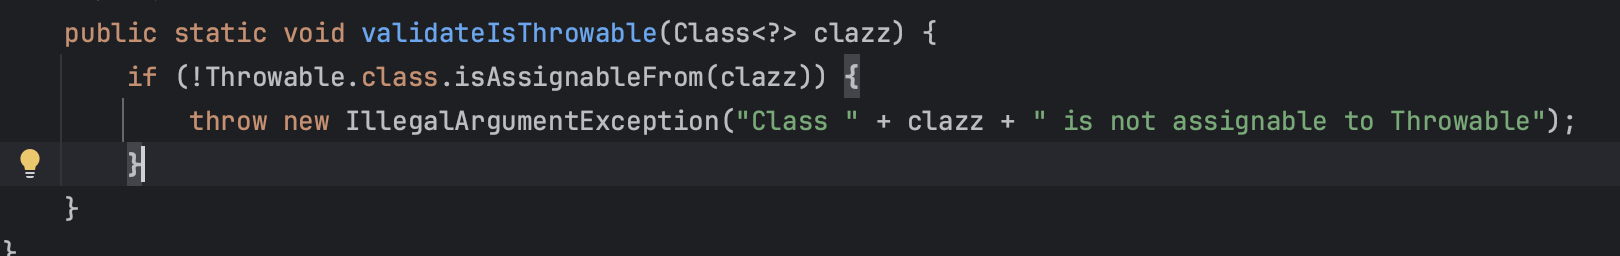 public static void validateIsThrowable(Class<?> clazz) {
if (!Throwable.class.isAssignableFrom(clazz)) {
throw new IllegalArgumentException("Class " + clazz + " is not assignable to Throwable");
}
}
}